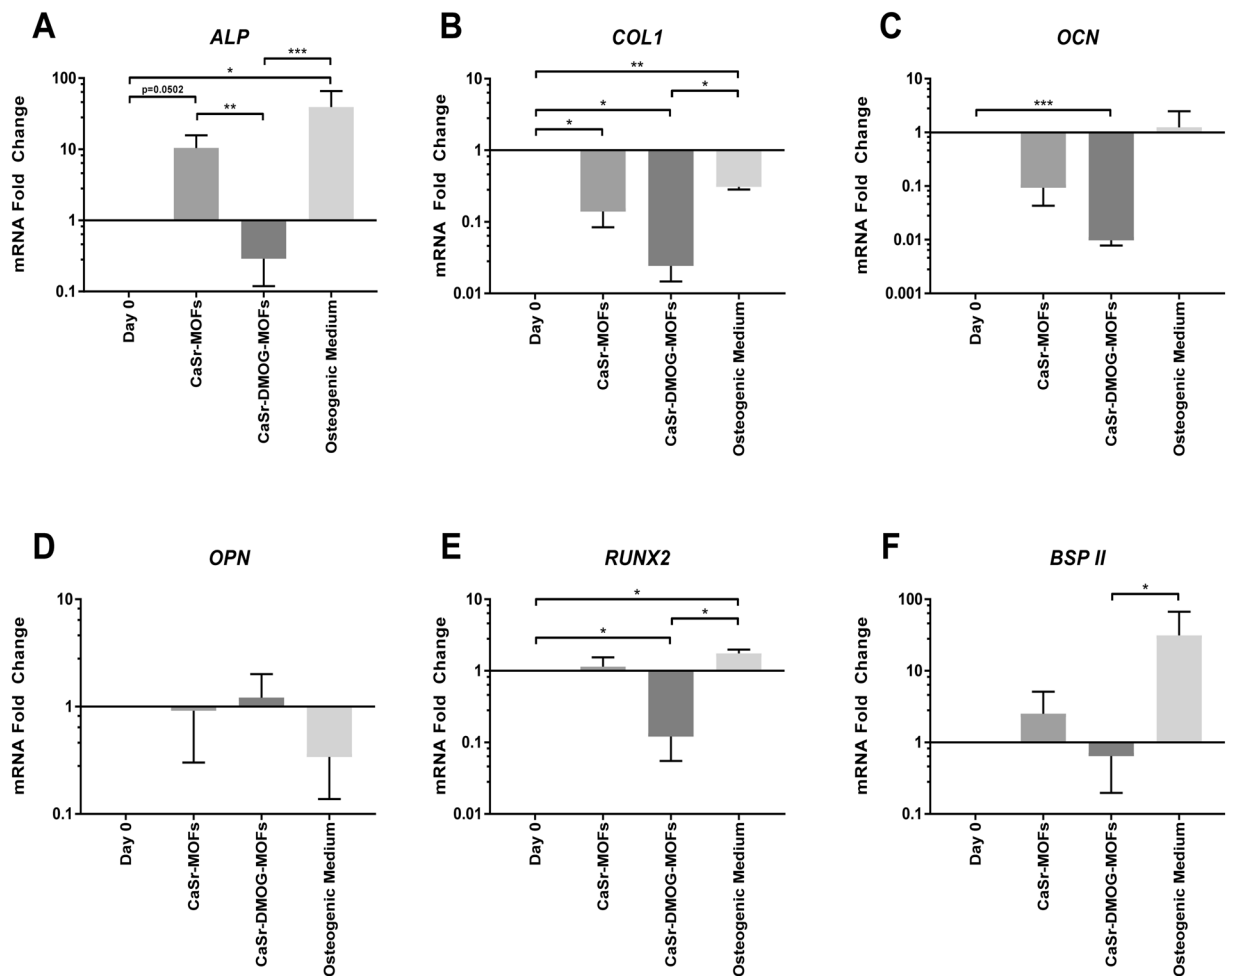 A
ALP
mRNA Fold Change
100
10
1
0.1
***
*
p=0.0502
**
Day 0
CaSr-MOFs
CaSr-DMOG-MOFs
Osteogenic Medium
B
COL1
mRNA Fold Change
10
1
0.1
0.01
**
*
*
*
Day 0
CaSr-MOFs
CaSr-DMOG-MOFs
Osteogenic Medium
C
OCN
mRNA Fold Change
10
1
0.1
0.01
0.001
***
Day 0
CaSr-MOFs
CaSr-DMOG-MOFs
Osteogenic Medium
D
OPN
mRNA Fold Change
10
1
0.1
Day 0
CaSr-MOFs
CaSr-DMOG-MOFs
Osteogenic Medium
E
RUNX2
mRNA Fold Change
10
1
0.1
0.01
*
*
*
Day 0
CaSr-MOFs
CaSr-DMOG-MOFs
Osteogenic Medium
F
BSP II
mRNA Fold Change
100
10
1
0.1
*
Day 0
CaSr-MOFs
CaSr-DMOG-MOFs
Osteogenic Medium